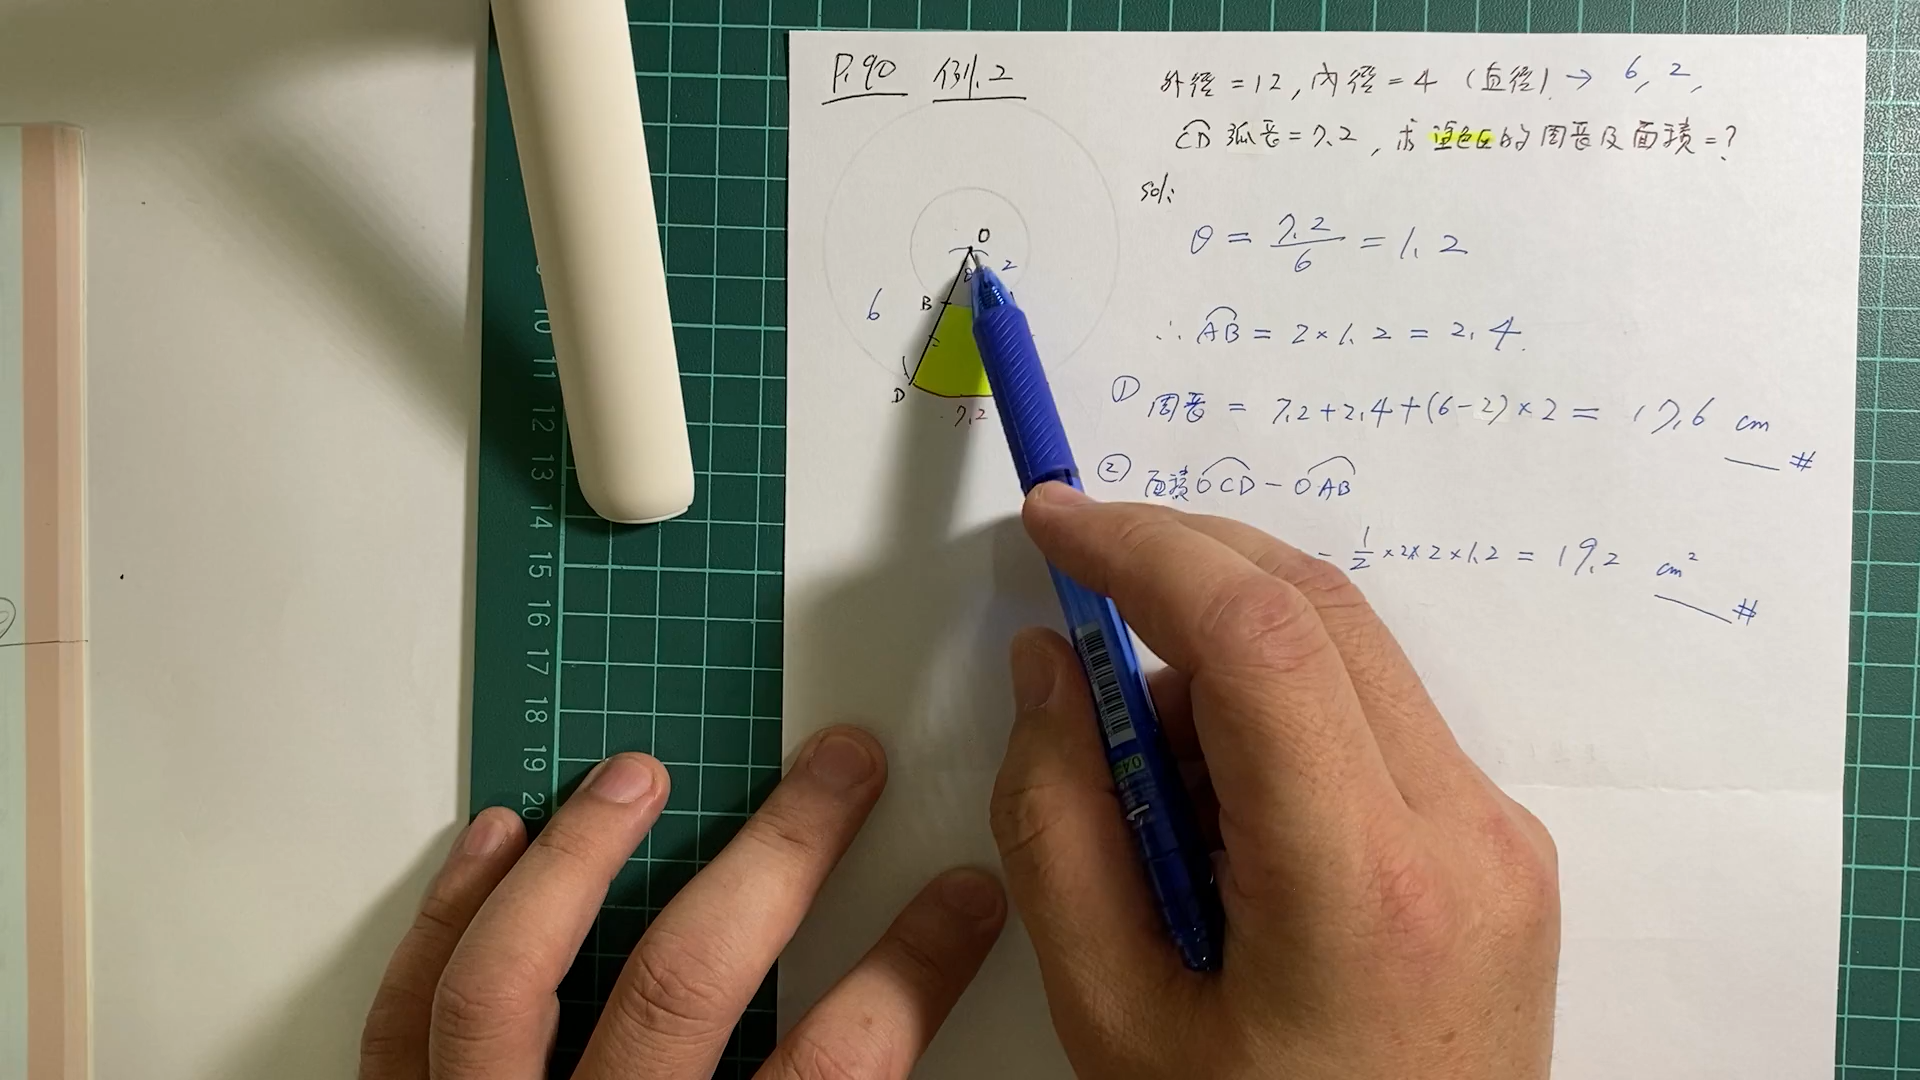 P.90 例.2
外徑 = 12, 內徑 = 4 (直徑) → 6, 2,
CD 弧長 = 7.2, 求 塗色區的周長及面積 = ?
sol:
θ = 7.2/6 = 1.2
∴ AB = 2×1.2 = 2.4
① 周長 = 7.2+2.4+(6-2)×2 = 17.6 cm #
② 面積 OCD - OAB
- 1/2 ×2×2×1.2 = 19.2 cm² #
O
θ 2
B
6
D
7.2
10
11
12
13
14
15
16
17
18
19
20